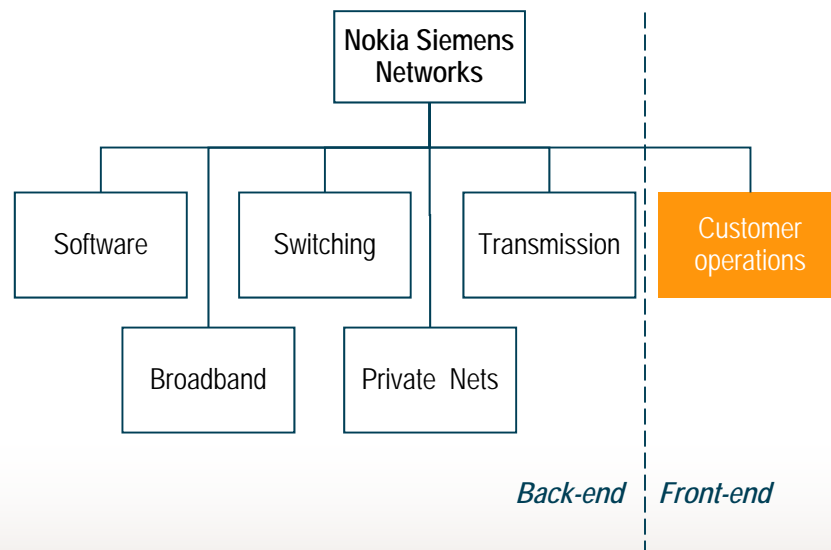 Nokia Siemens
Networks
Software
Switching
Transmission
Customer
operations
Broadband
Private Nets
Back-end
Front-end